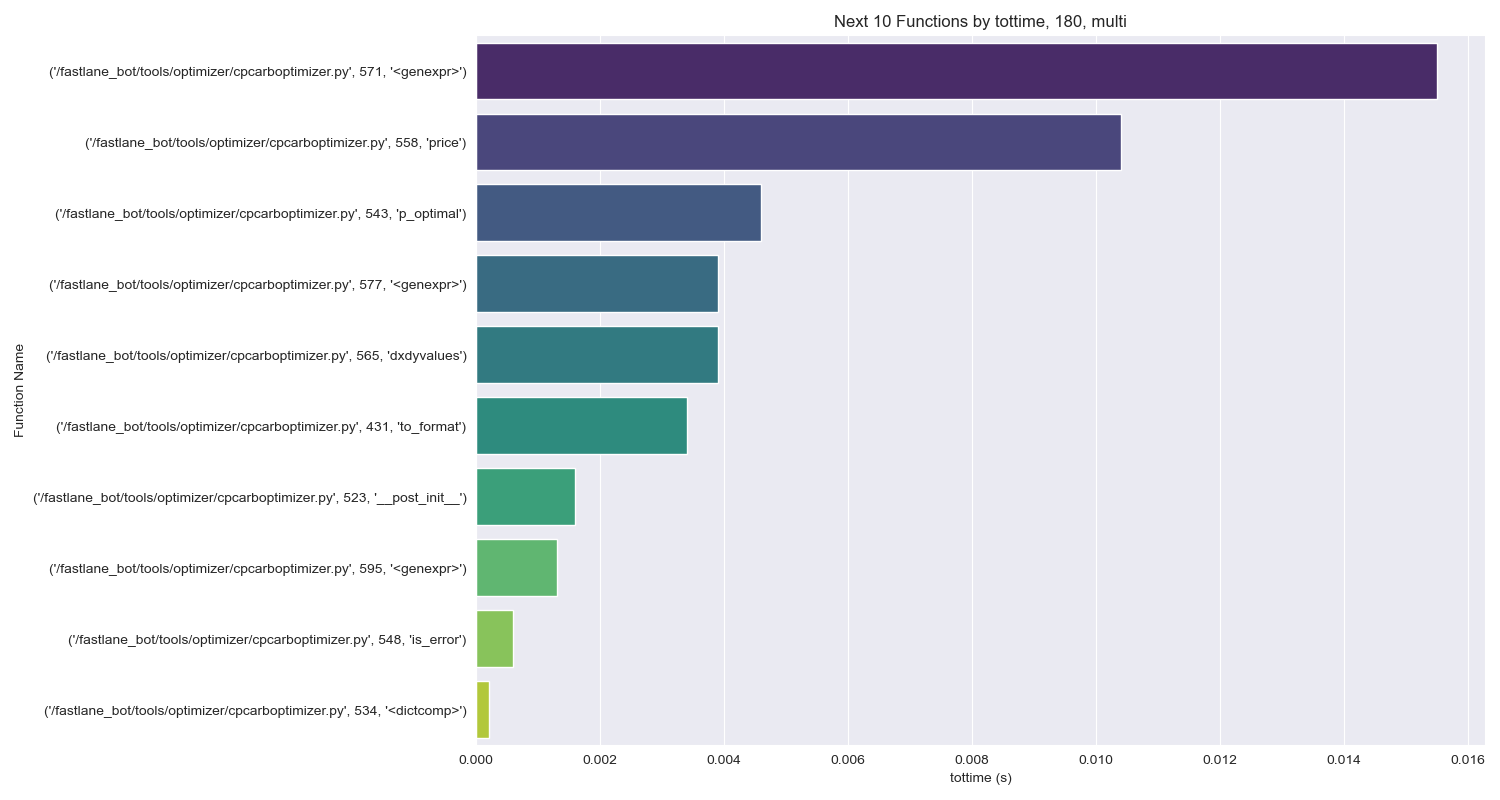 Next 10 Functions by tottime, 180, multi
('/fastlane_bot/tools/optimizer/cpcarboptimizer.py', 571, '<genexpr>')
('/fastlane_bot/tools/optimizer/cpcarboptimizer.py', 558, 'price')
('/fastlane_bot/tools/optimizer/cpcarboptimizer.py', 543, 'p_optimal')
('/fastlane_bot/tools/optimizer/cpcarboptimizer.py', 577, '<genexpr>')
('/fastlane_bot/tools/optimizer/cpcarboptimizer.py', 565, 'dxdyvalues')
('/fastlane_bot/tools/optimizer/cpcarboptimizer.py', 431, 'to_format')
('/fastlane_bot/tools/optimizer/cpcarboptimizer.py', 523, '__post_init__')
('/fastlane_bot/tools/optimizer/cpcarboptimizer.py', 595, '<genexpr>')
('/fastlane_bot/tools/optimizer/cpcarboptimizer.py', 548, 'is_error')
('/fastlane_bot/tools/optimizer/cpcarboptimizer.py', 534, '<dictcomp>')
Function Name
0.000 0.002 0.004 0.006 0.008 0.010 0.012 0.014 0.016
tottime (s)